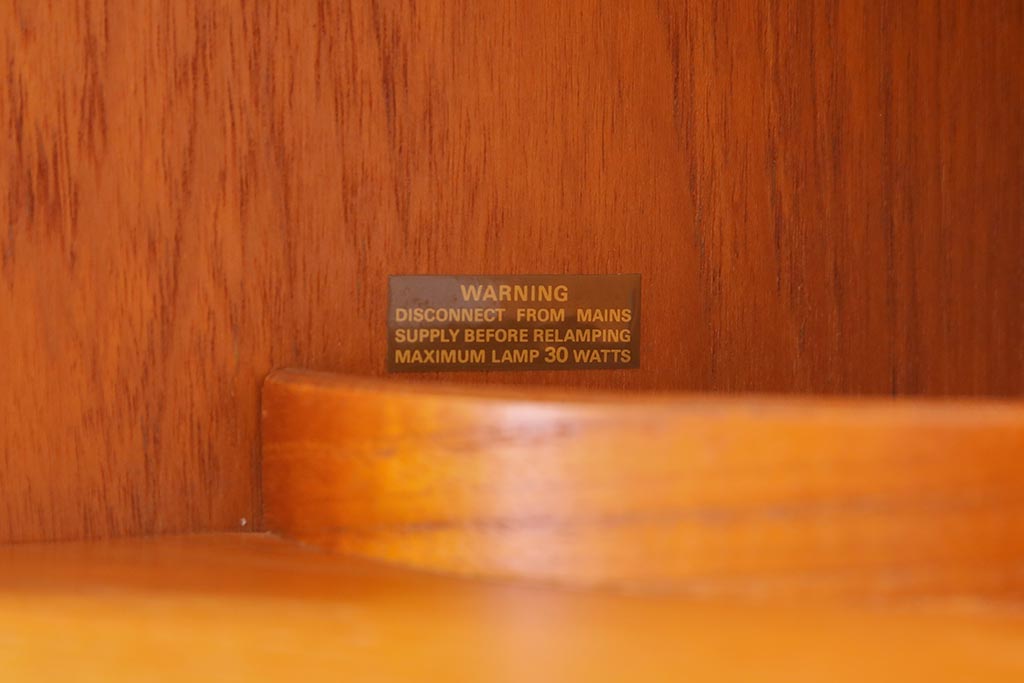 WARNING
DISCONNECT FROM MAINS
SUPPLY BEFORE RELAMPING
MAXIMUM LAMP 30 WATTS